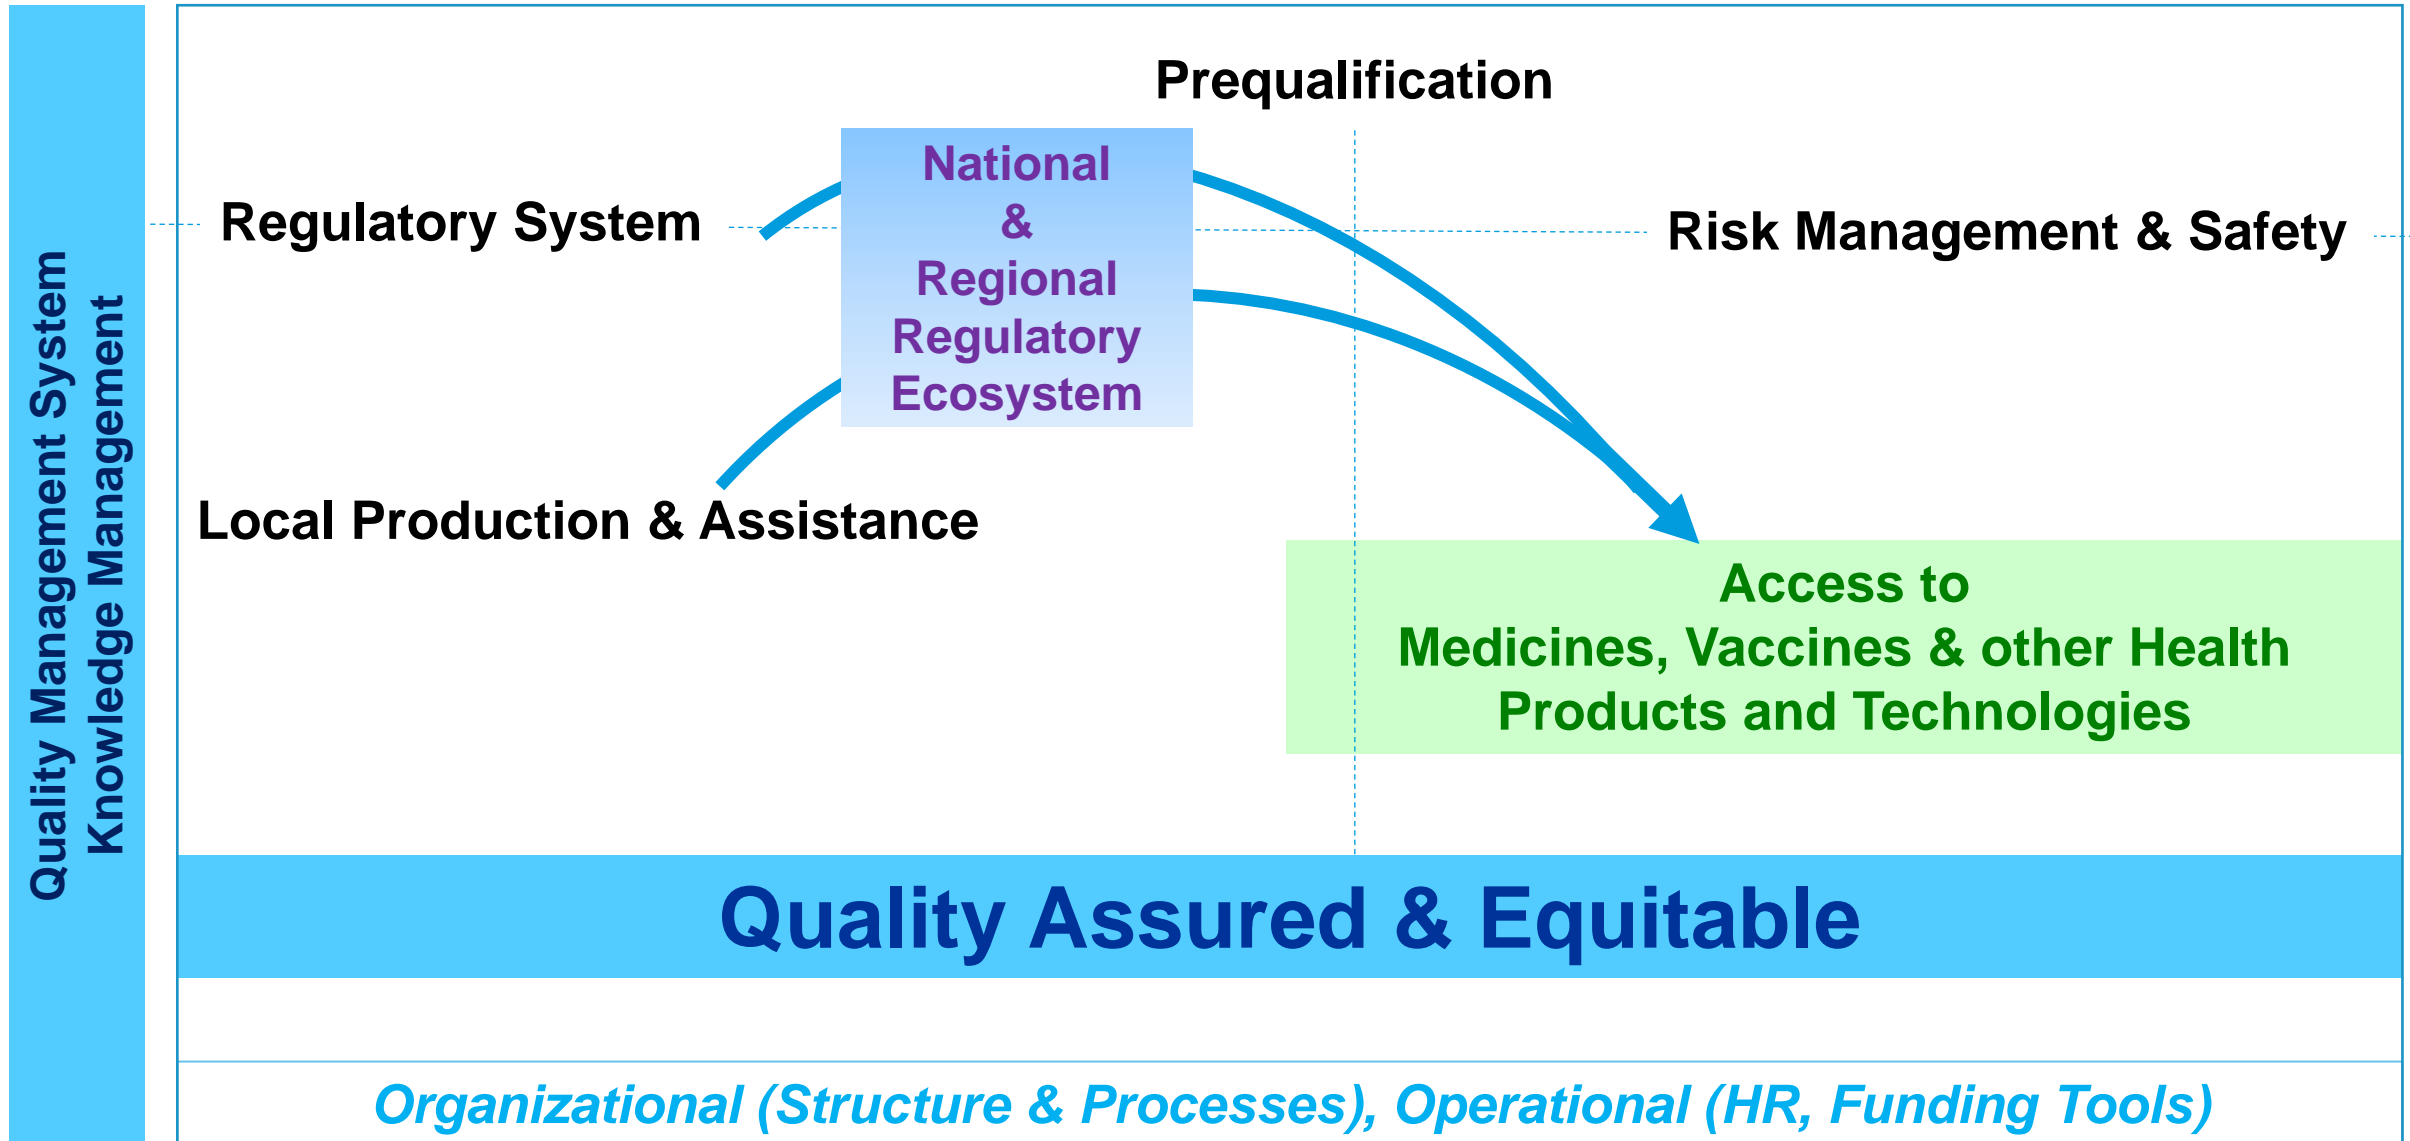 Quality Management System
Knowledge Management
Prequalification
National
&
Regional
Regulatory
Ecosystem
Regulatory System
Risk Management & Safety
Local Production & Assistance
Access to
Medicines, Vaccines & other Health
Products and Technologies
Quality Assured & Equitable
Organizational (Structure & Processes), Operational (HR, Funding Tools)